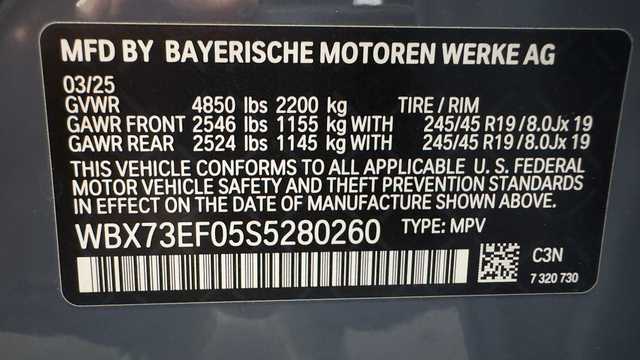 MFD BY BAYERISCHE MOTOREN WERKE AG
03/25
GVWR 4850 lbs 2200 kg TIRE / RIM
GAWR FRONT 2546 lbs 1155 kg WITH 245/45 R19 / 8.0Jx 19
GAWR REAR 2524 lbs 1145 kg WITH 245/45 R19 / 8.0Jx 19
THIS VEHICLE CONFORMS TO ALL APPLICABLE U. S. FEDERAL
MOTOR VEHICLE SAFETY AND THEFT PREVENTION STANDARDS
IN EFFECT ON THE DATE OF MANUFACTURE SHOWN ABOVE.
WBX73EF05S5280260 TYPE: MPV
C3N
7 320 730